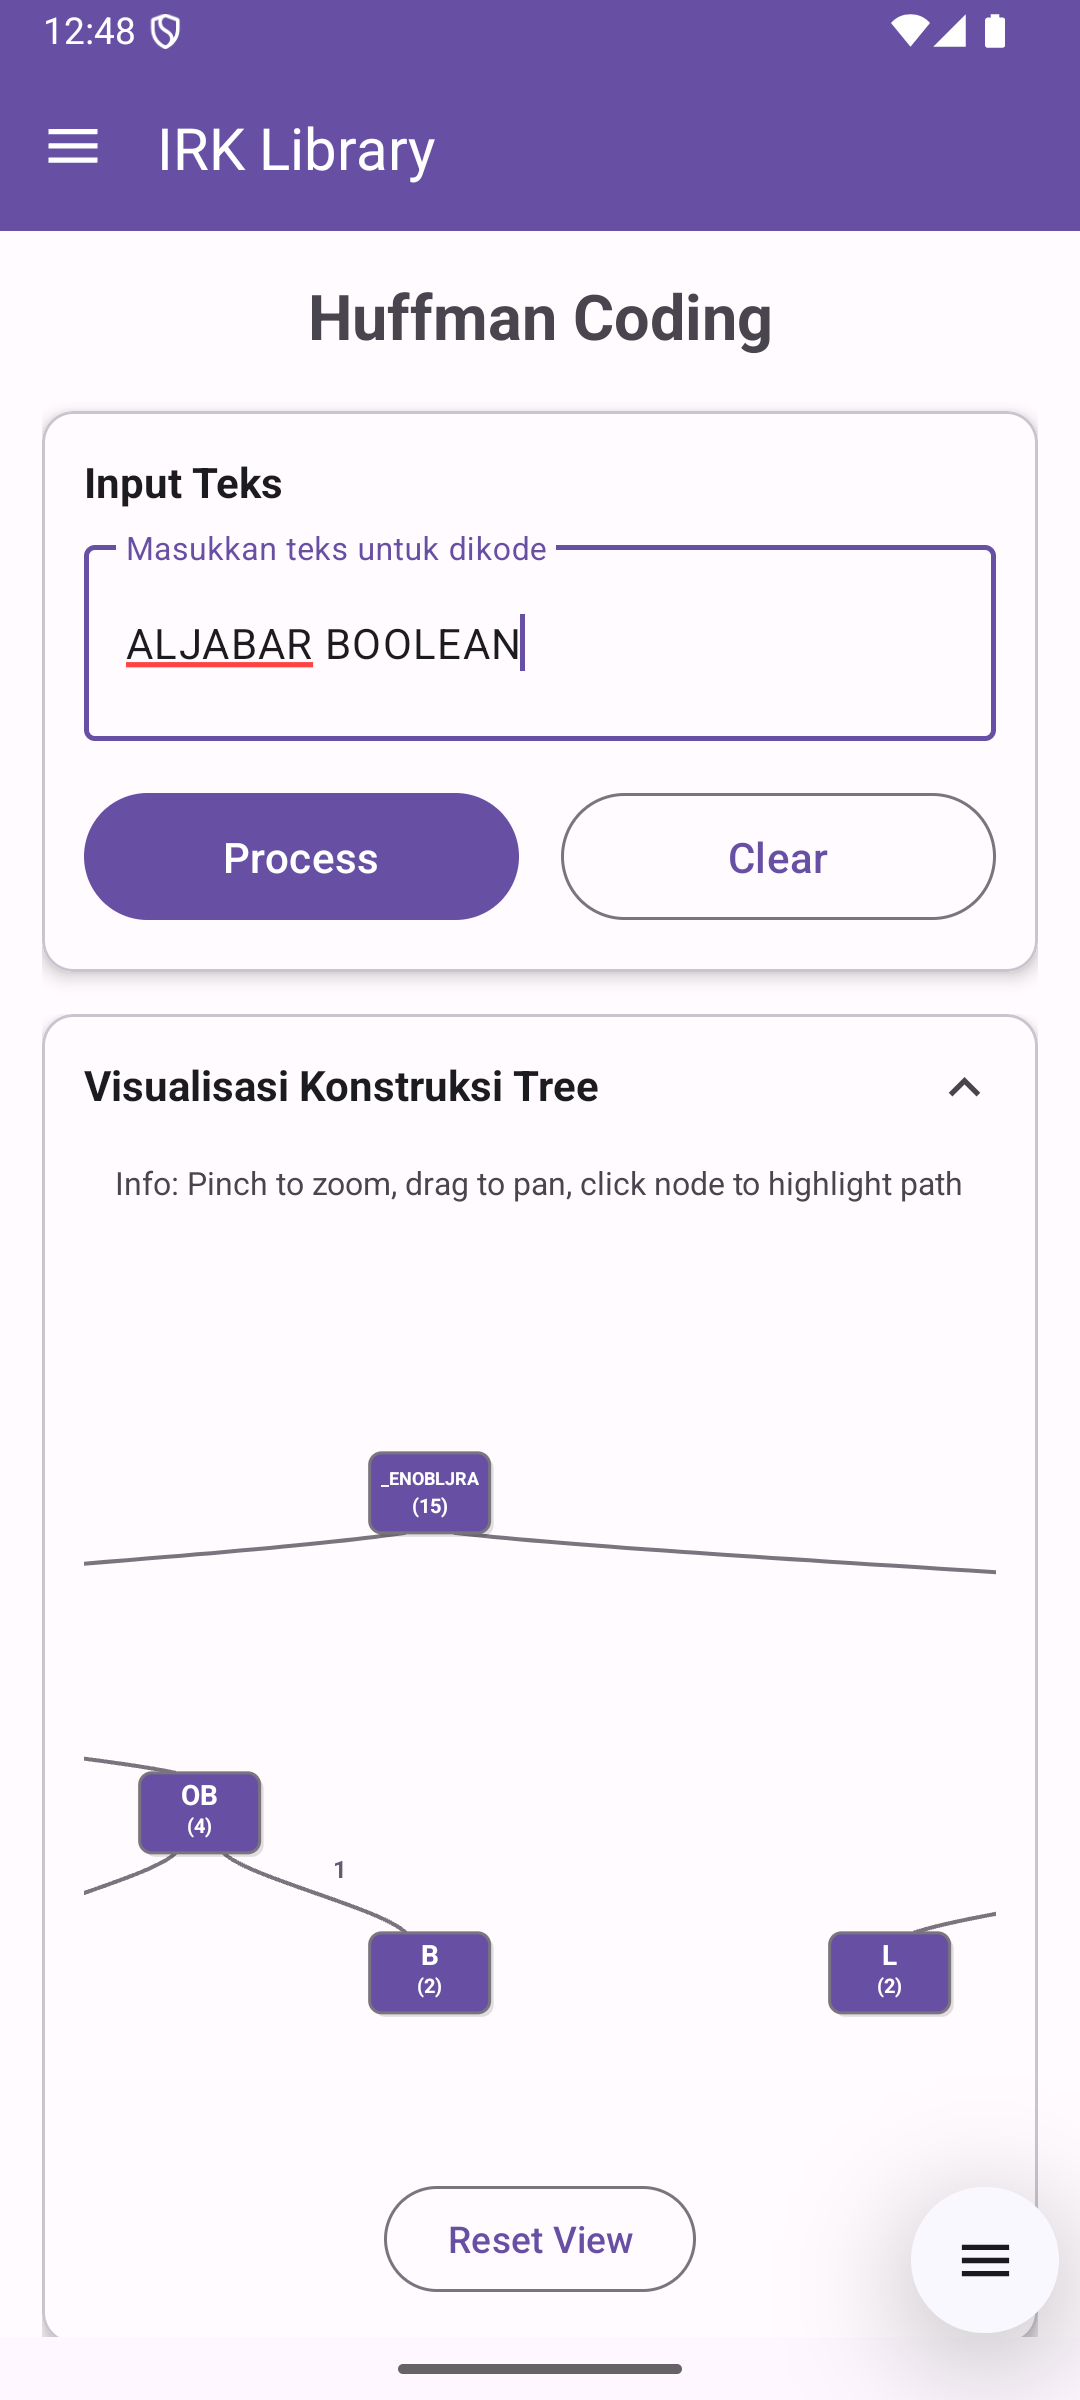 12:48
IRK Library
Huffman Coding
Input Teks
Masukkan teks untuk dikode
ALJABAR BOOLEAN
Process
Clear
Visualisasi Konstruksi Tree
Info: Pinch to zoom, drag to pan, click node to highlight path
_ENOBLJRA
(15)
OB
(4)
1
B
(2)
L
(2)
Reset View